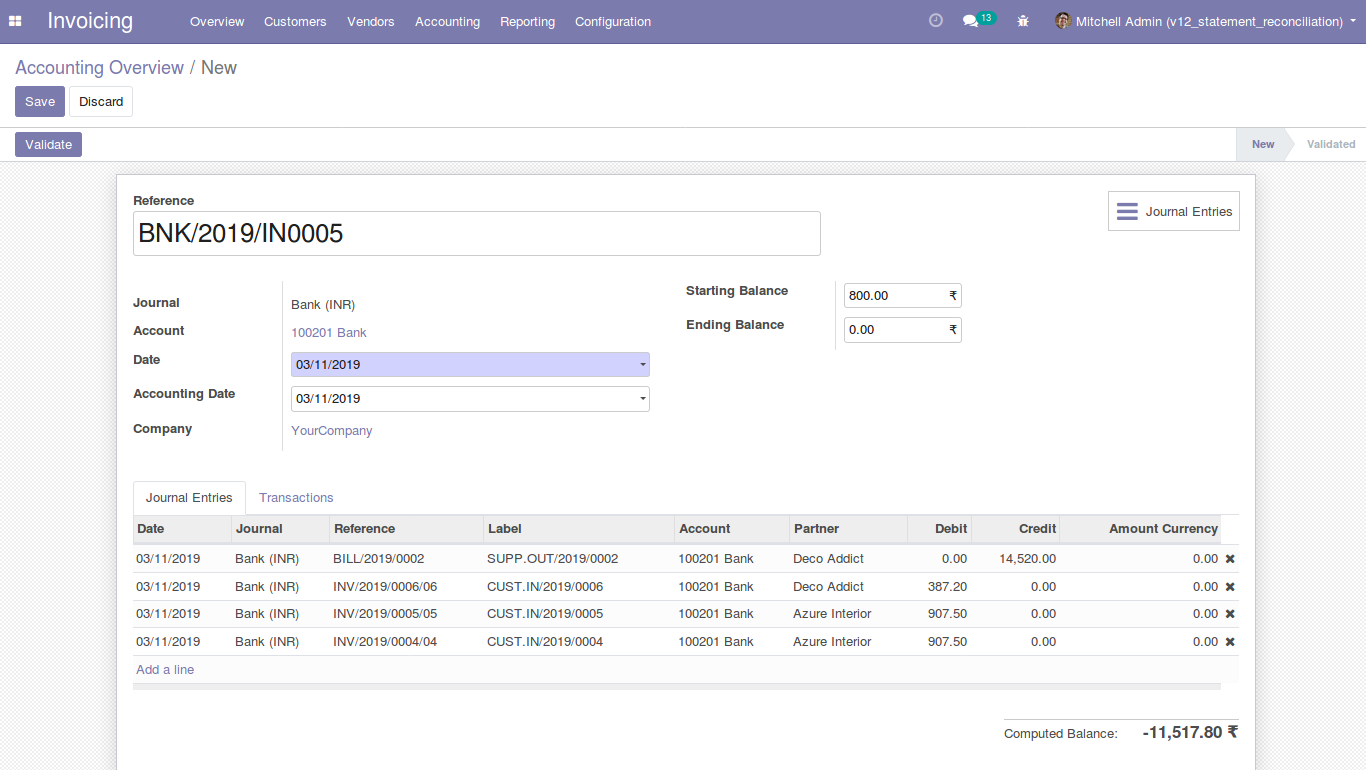 Invoicing Overview Customers Vendors Accounting Reporting Configuration 13 Mitchell Admin (v12_statement_reconciliation)
Accounting Overview / New
Save Discard
Validate New Validated
Reference
BNK/2019/IN0005
Journal Entries
Journal Bank (INR)
Account 100201 Bank
Date 03/11/2019
Accounting Date 03/11/2019
Company YourCompany
Starting Balance 800.00 ₹
Ending Balance 0.00 ₹
Journal Entries Transactions
Date Journal Reference Label Account Partner Debit Credit Amount Currency
03/11/2019 Bank (INR) BILL/2019/0002 SUPP.OUT/2019/0002 100201 Bank Deco Addict 0.00 14,520.00 0.00
03/11/2019 Bank (INR) INV/2019/0006/06 CUST.IN/2019/0006 100201 Bank Deco Addict 387.20 0.00 0.00
03/11/2019 Bank (INR) INV/2019/0005/05 CUST.IN/2019/0005 100201 Bank Azure Interior 907.50 0.00 0.00
03/11/2019 Bank (INR) INV/2019/0004/04 CUST.IN/2019/0004 100201 Bank Azure Interior 907.50 0.00 0.00
Add a line
Computed Balance: -11,517.80 ₹